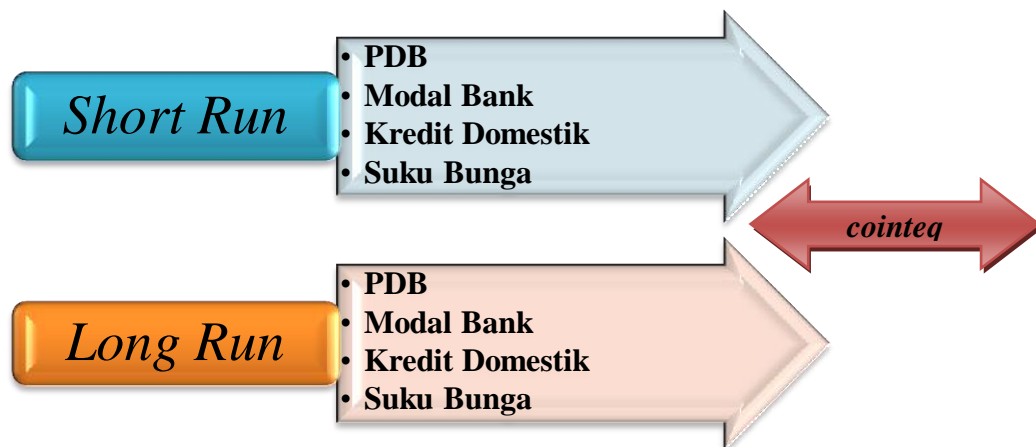 Short Run
• PDB
• Modal Bank
• Kredit Domestik
• Suku Bunga
cointeq
Long Run
• PDB
• Modal Bank
• Kredit Domestik
• Suku Bunga